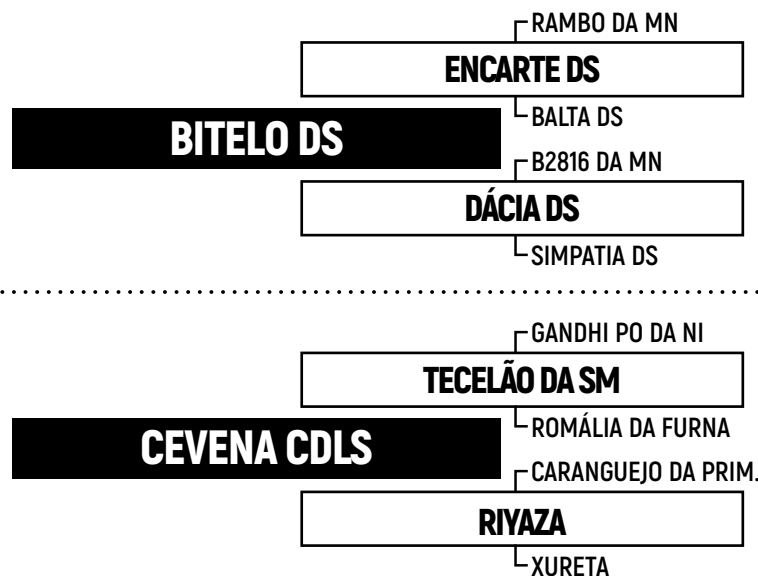 RAMBO DA MN
ENCARTE DS
BALTA DS
BITELO DS
B2816 DA MN
DÁCIA DS
SIMPATIA DS
GANDHI PO DA NI
TECELÃO DA SM
ROMÁLIA DA FURNA
CEVENA CDLS
CARANGUEJO DA PRIM.
RIYAZA
XURETA